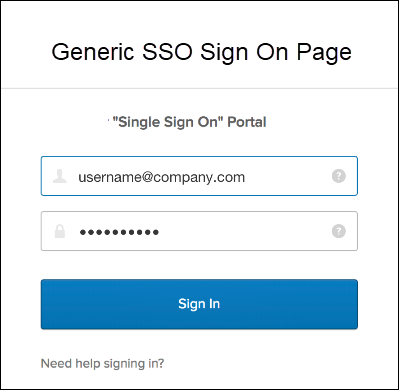 Generic SSO Sign On Page
"Single Sign On" Portal
username@company.com
••••••••••
Sign In
Need help signing in?